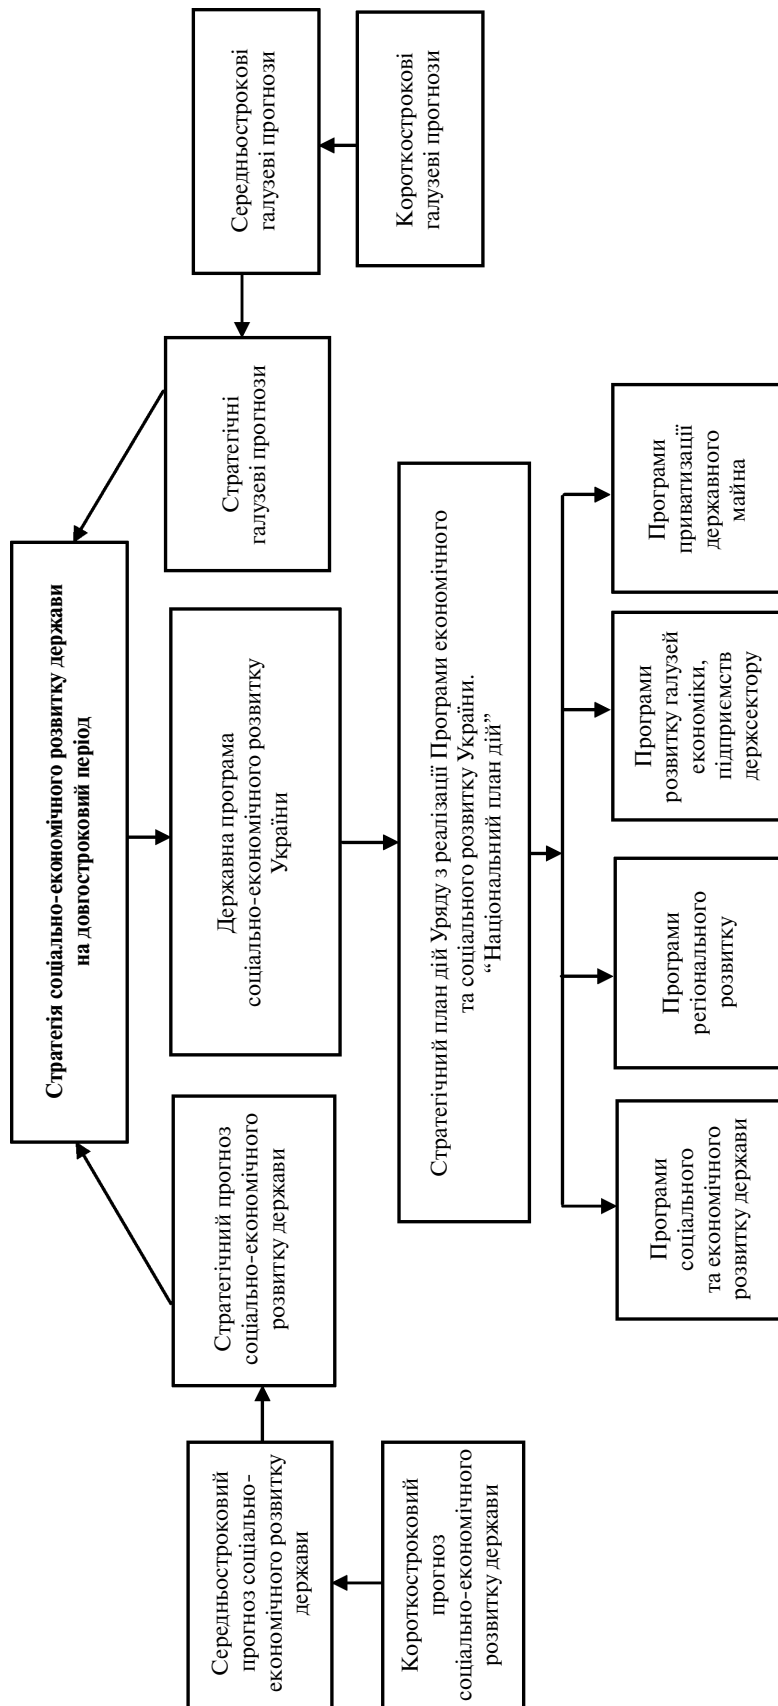 Стратегія соціально-економічного розвитку держави
на довгостроковий період
Середньостроковий
прогноз соціально-
економічного розвитку
держави
Стратегічний прогноз
соціально-економічного
розвитку держави
Державна програма
соціально-економічного розвитку
України
Стратегічні
галузеві прогнози
Середньострокові
галузеві прогнози
Короткостроковий
прогноз
соціально-економічного
розвитку держави
Короткострокові
галузеві прогнози
Стратегічний план дій Уряду з реалізації Програми економічного
та соціального розвитку України.
“Національний план дій”
Програми
соціального
та економічного
розвитку держави
Програми
регіонального
розвитку
Програми
розвитку галузей
економіки,
підприємств
держсектору
Програми
приватизації
державного
майна